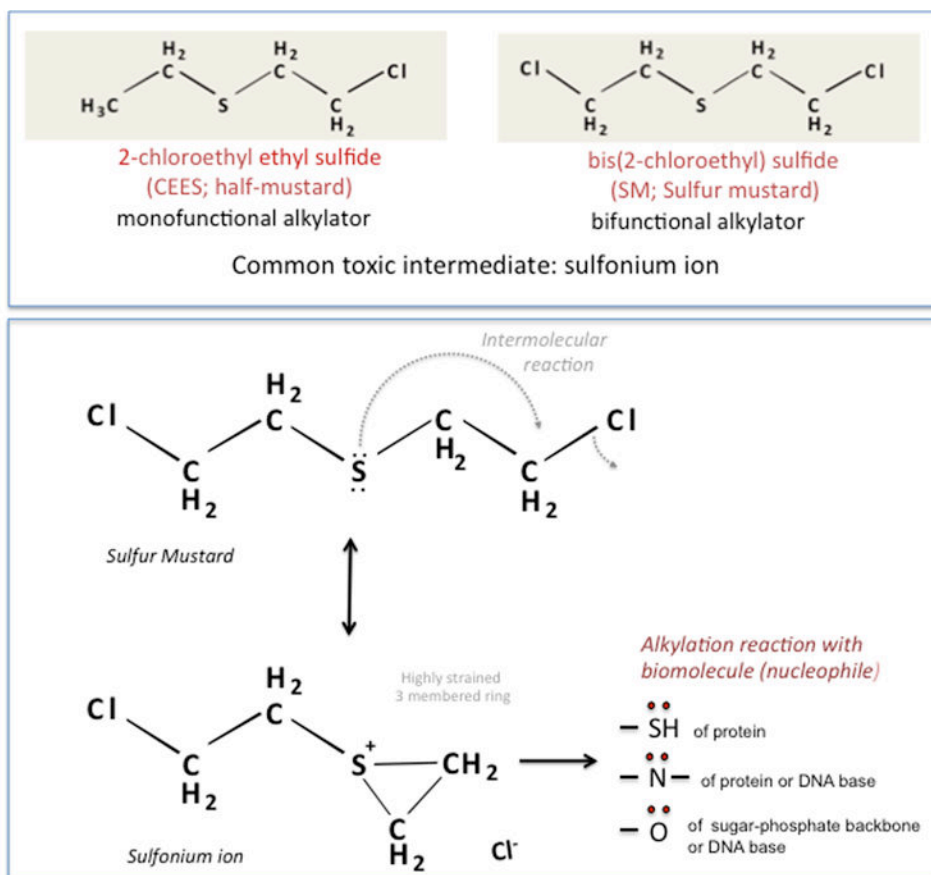 H2 H2
C C Cl
H3C S C
H2
2-chloroethyl ethyl sulfide
(CEES; half-mustard)
monofunctional alkylator
H2 H2
Cl C C Cl
C S C
H2 H2
bis(2-chloroethyl) sulfide
(SM; Sulfur mustard)
bifunctional alkylator
Common toxic intermediate: sulfonium ion
Intermolecular
reaction
H2
Cl C C Cl
H2
C S C
H2 H2
Sulfur Mustard
Highly strained
3 membered ring
H2
Cl C
C S+ CH2
H2
C
H2
Cl-
Sulfonium ion
Alkylation reaction with
biomolecule (nucleophile)
– SH of protein
– N – of protein or DNA base
– O of sugar-phosphate backbone
or DNA base